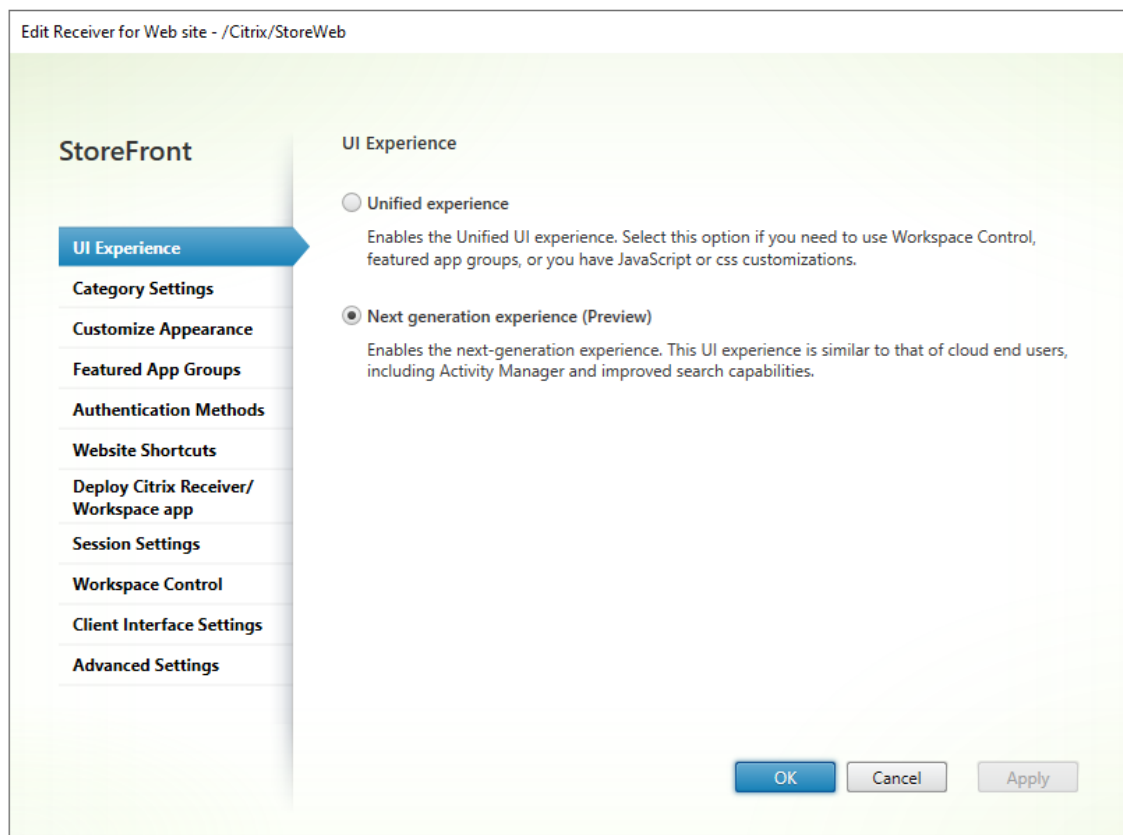 Edit Receiver for Web site - /Citrix/StoreWeb
StoreFront
UI Experience
Category Settings
Customize Appearance
Featured App Groups
Authentication Methods
Website Shortcuts
Deploy Citrix Receiver/
Workspace app
Session Settings
Workspace Control
Client Interface Settings
Advanced Settings
UI Experience
Unified experience
Enables the Unified UI experience. Select this option if you need to use Workspace Control,
featured app groups, or you have JavaScript or css customizations.
Next generation experience (Preview)
Enables the next-generation experience. This UI experience is similar to that of cloud end users,
including Activity Manager and improved search capabilities.
OK
Cancel
Apply